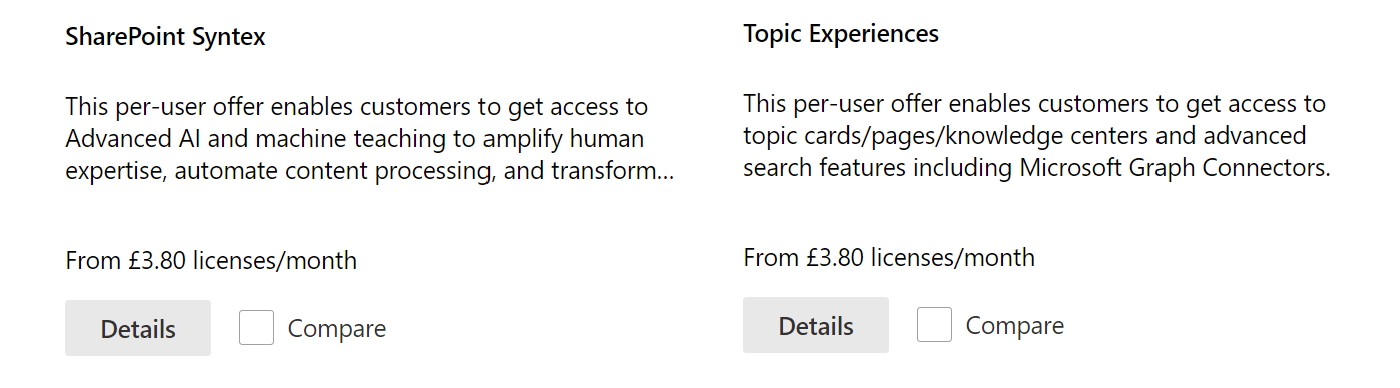 SharePoint Syntex
This per-user offer enables customers to get access to
Advanced AI and machine teaching to amplify human
expertise, automate content processing, and transform...
From £3.80 licenses/month
Details
Compare
Topic Experiences
This per-user offer enables customers to get access to
topic cards/pages/knowledge centers and advanced
search features including Microsoft Graph Connectors.
From £3.80 licenses/month
Details
Compare